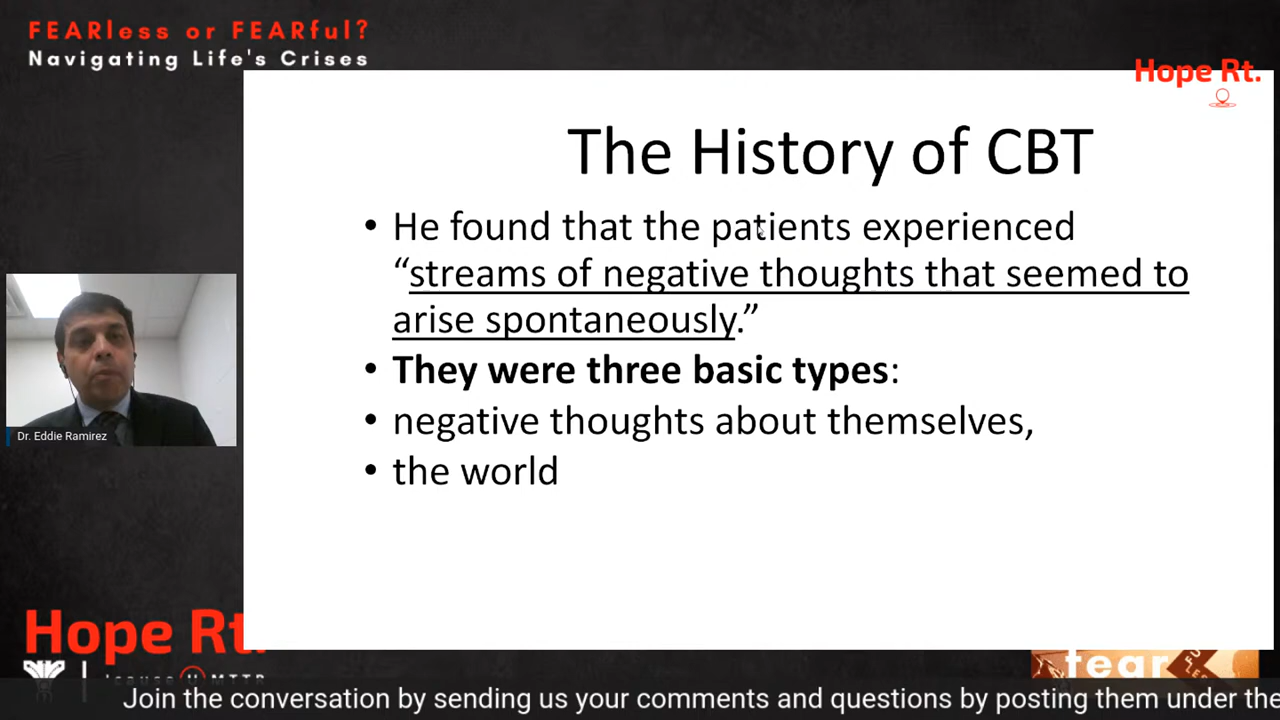 FEARless or FEARful?
Navigating Life's Crises
Hope Rt.
The History of CBT
• He found that the patients experienced
“streams of negative thoughts that seemed to
arise spontaneously.”
• They were three basic types:
• negative thoughts about themselves,
• the world
Dr. Eddie Ramirez
Hope Rt.
fear
Join the conversation by sending us your comments and questions by posting them under the